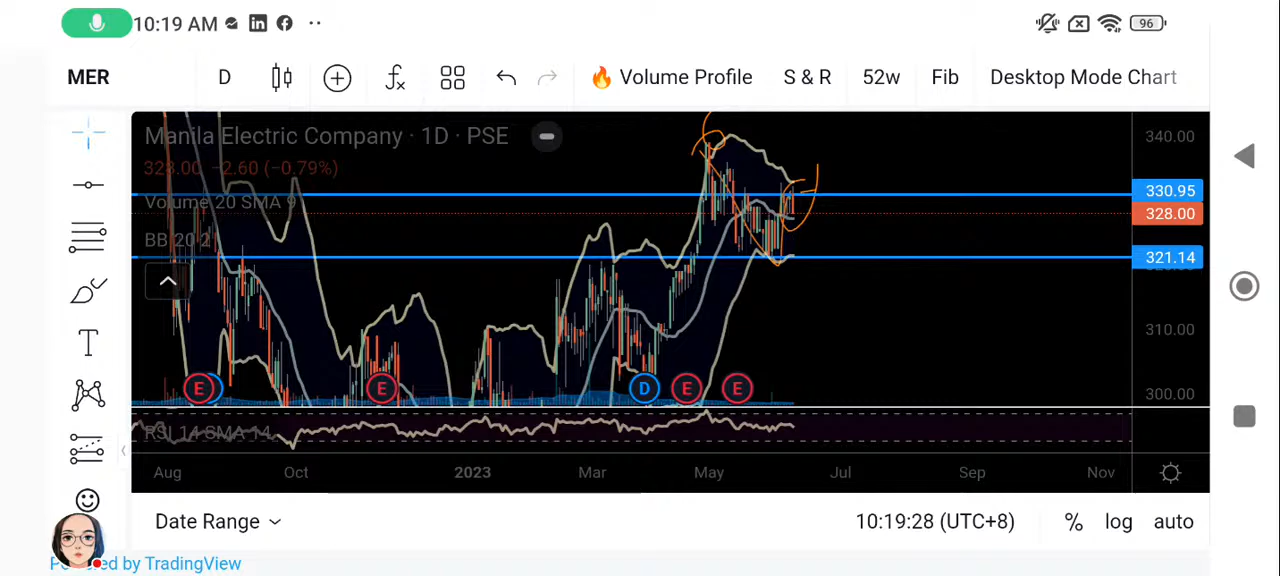 10:19 AM
96
MER D Volume Profile S & R 52w Fib Desktop Mode Chart
Manila Electric Company · 1D · PSE
328.00 −2.60 (−0.79%)
Volume 20 SMA 9
BB 20 2
340.00
330.95
328.00
321.14
310.00
300.00
E E D E E
RSI 14 SMA 14
Aug Oct 2023 Mar May Jul Sep Nov
Date Range 10:19:28 (UTC+8) % log auto
by TradingView